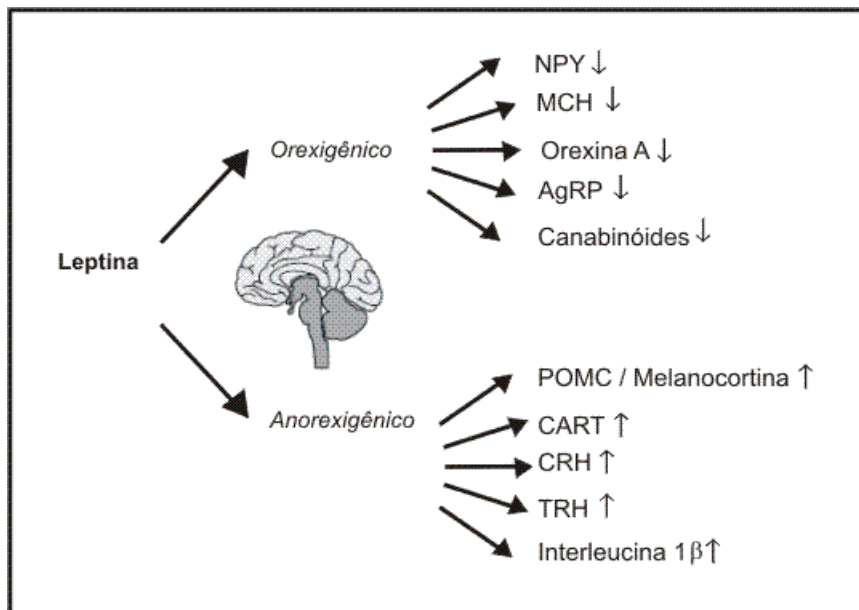 NPY ↓
MCH ↓
Orexigênico
Orexina A ↓
AgRP ↓
Canabinóides ↓
Leptina
POMC / Melanocortina ↑
Anorexigênico
CART ↑
CRH ↑
TRH ↑
Interleucina 1β↑